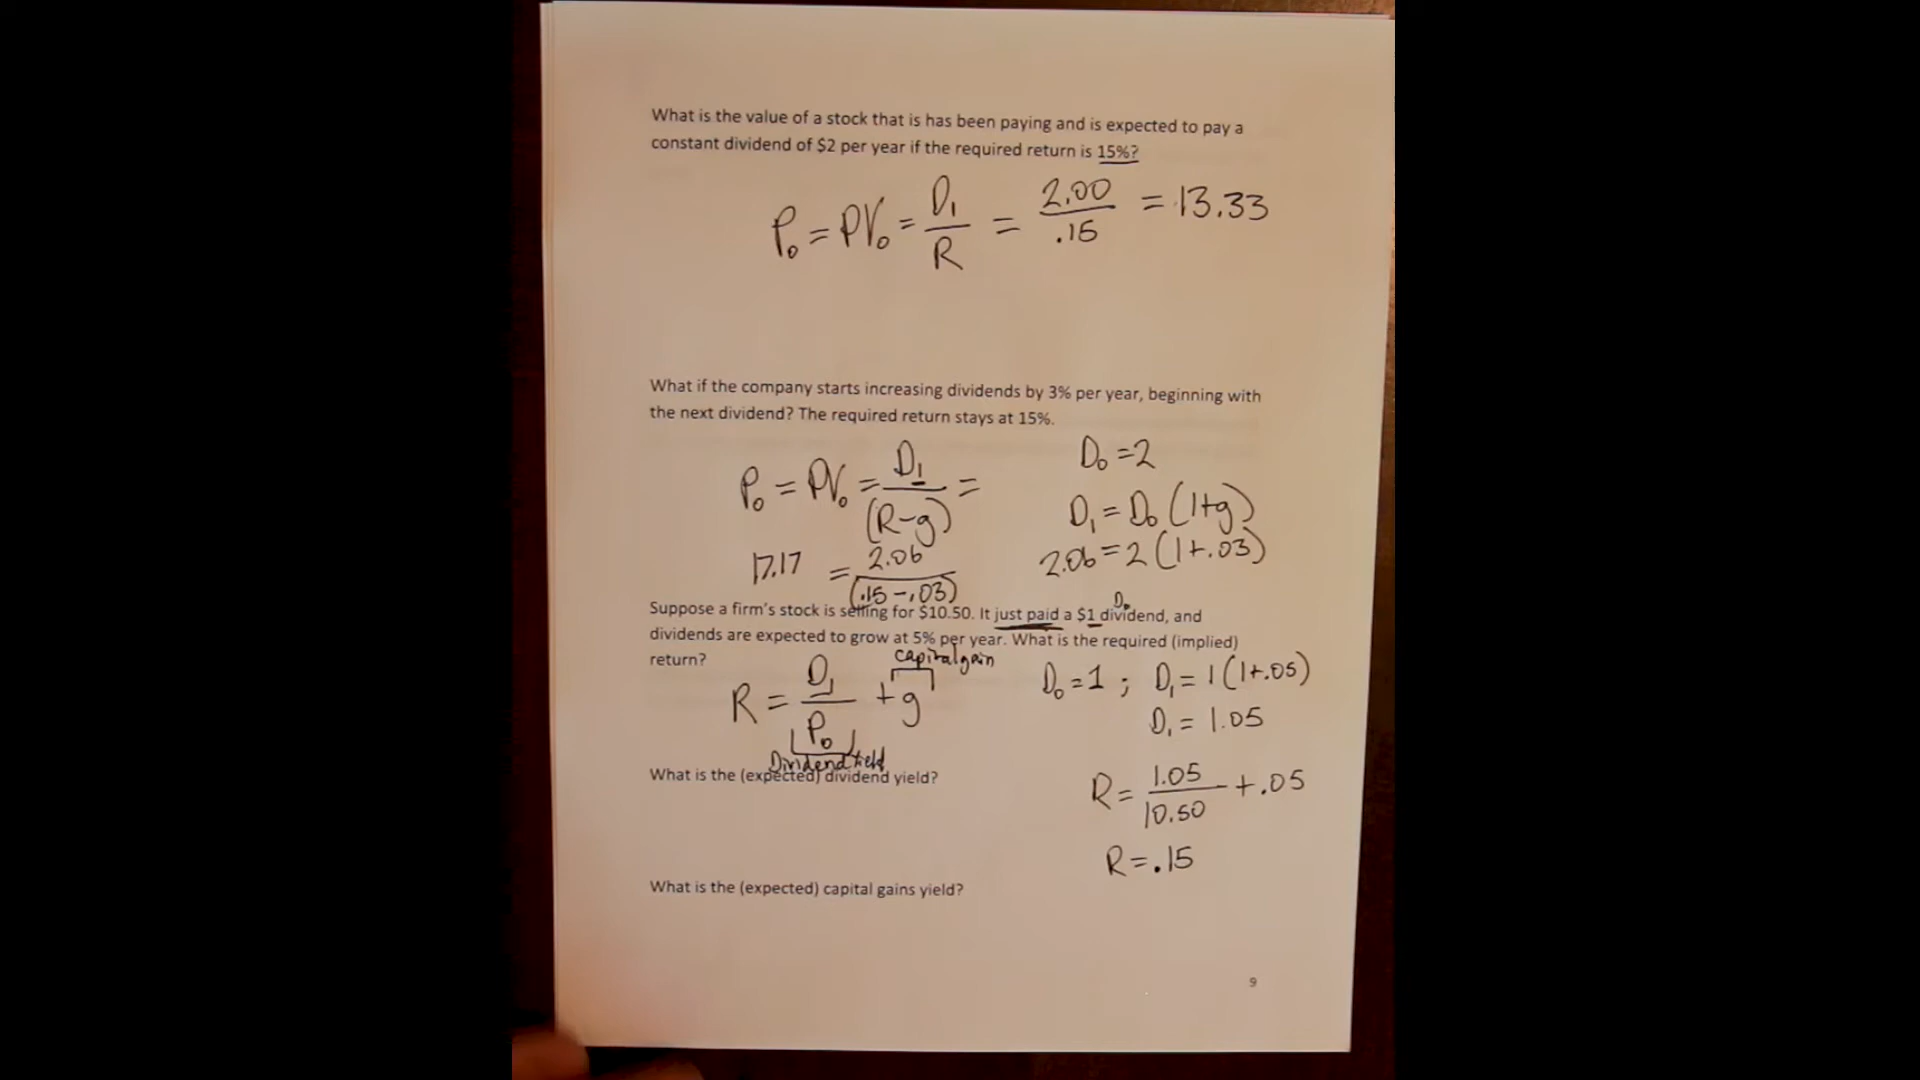 What is the value of a stock that is has been paying and is expected to pay a
constant dividend of $2 per year if the required return is 15%?
P₀ = PV₀ = D₁/R = 2.00/.15 = 13.33
What if the company starts increasing dividends by 3% per year, beginning with
the next dividend? The required return stays at 15%.
P₀ = PV₀ = D₁/(R-g) =
17.17 = 2.06/(.15-.03)
D₀ = 2
D₁ = D₀ (1+g)
2.06 = 2 (1+.03)
D₀
Suppose a firm's stock is selling for $10.50. It just paid a $1 dividend, and
dividends are expected to grow at 5% per year. What is the required (implied)
return?
capital gain
R = D₁/P₀ + g
Dividend Yield
D₀ = 1 ; D₁ = 1(1+.05)
D₁ = 1.05
What is the (expected) dividend yield?
R = 1.05/10.50 + .05
R = .15
What is the (expected) capital gains yield?
9